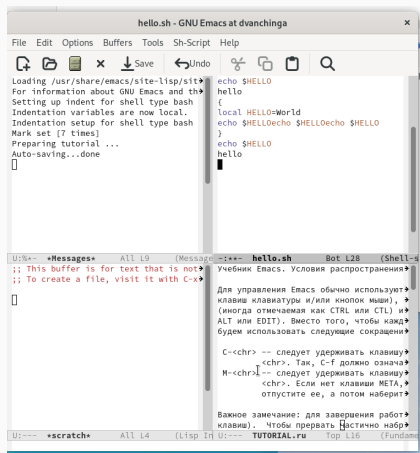 hello.sh - GNU Emacs at dvanchinga
File Edit Options Buffers Tools Sh-Script Help
Save Undo
Loading /usr/share/emacs/site-lisp/sit
For information about GNU Emacs and th
Setting up indent for shell type bash
Indentation variables are now local.
Indentation setup for shell type bash
Mark set [7 times]
Preparing tutorial ...
Auto-saving...done
U:%*- *Messages* All L9 (Message
echo $HELLO
hello
{
local HELLO=World
echo $HELLOecho $HELLOecho $HELLO
}
echo $HELLO
hello
-:**- hello.sh Bot L28 (Shell-s
;; This buffer is for text that is not
;; To create a file, visit it with C-x
U:--- *scratch* All L4 (Lisp In
Учебник Emacs. Условия распространения
Для управления Emacs обычно используют
клавиш клавиатуры и/или кнопок мыши),
(иногда отмечаемая как CTRL или CTL) и
ALT или EDIT). Вместо того, чтобы кажд
будем использовать следующие сокращени
C-<chr> -- следует удерживать клавишу
<chr>. Так, C-f должно означа
M-<chr> -- следует удерживать клавишу
<chr>. Если нет клавиши META,
отпустите ее, а потом наберит
Важное замечание: для завершения работ
клавиш). Чтобы прервать частично набр
U:--- TUTORIAL.ru Top L16 (Fundame